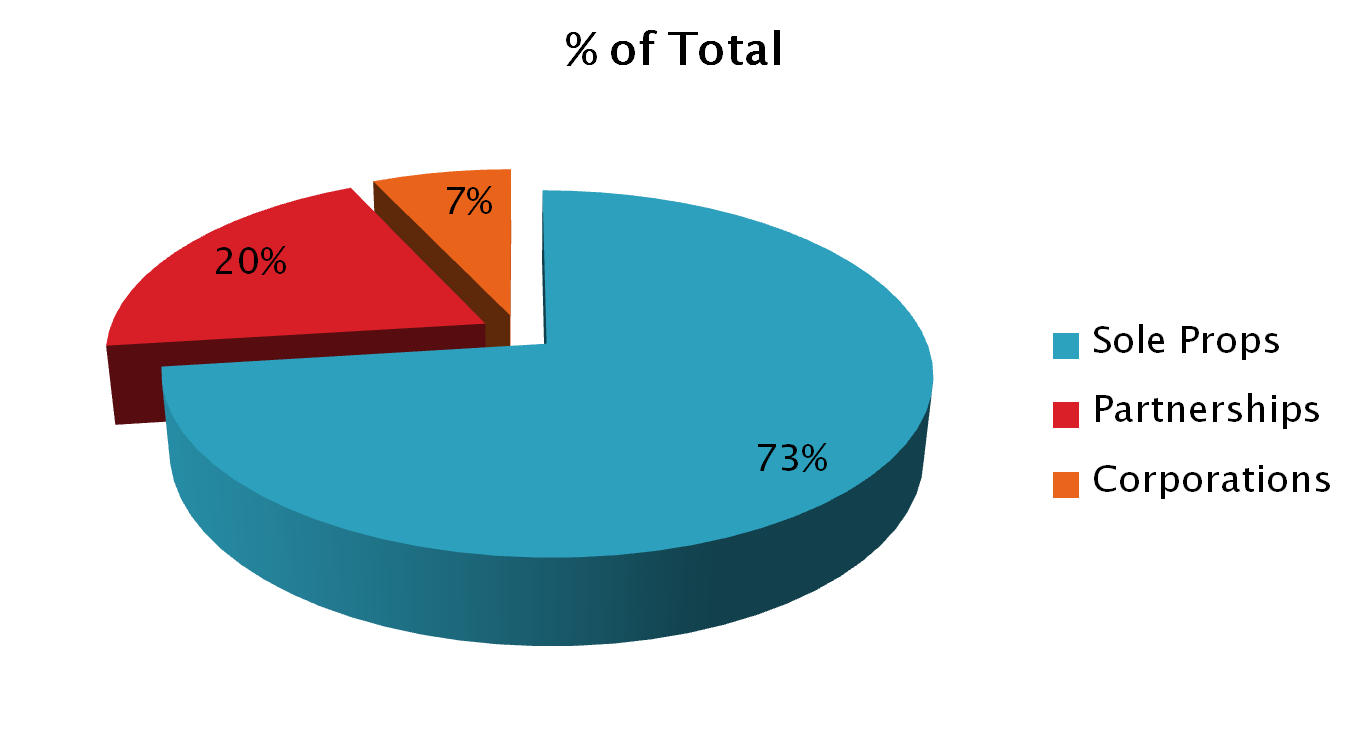 % of Total
7%
20%
73%
Sole Props
Partnerships
Corporations